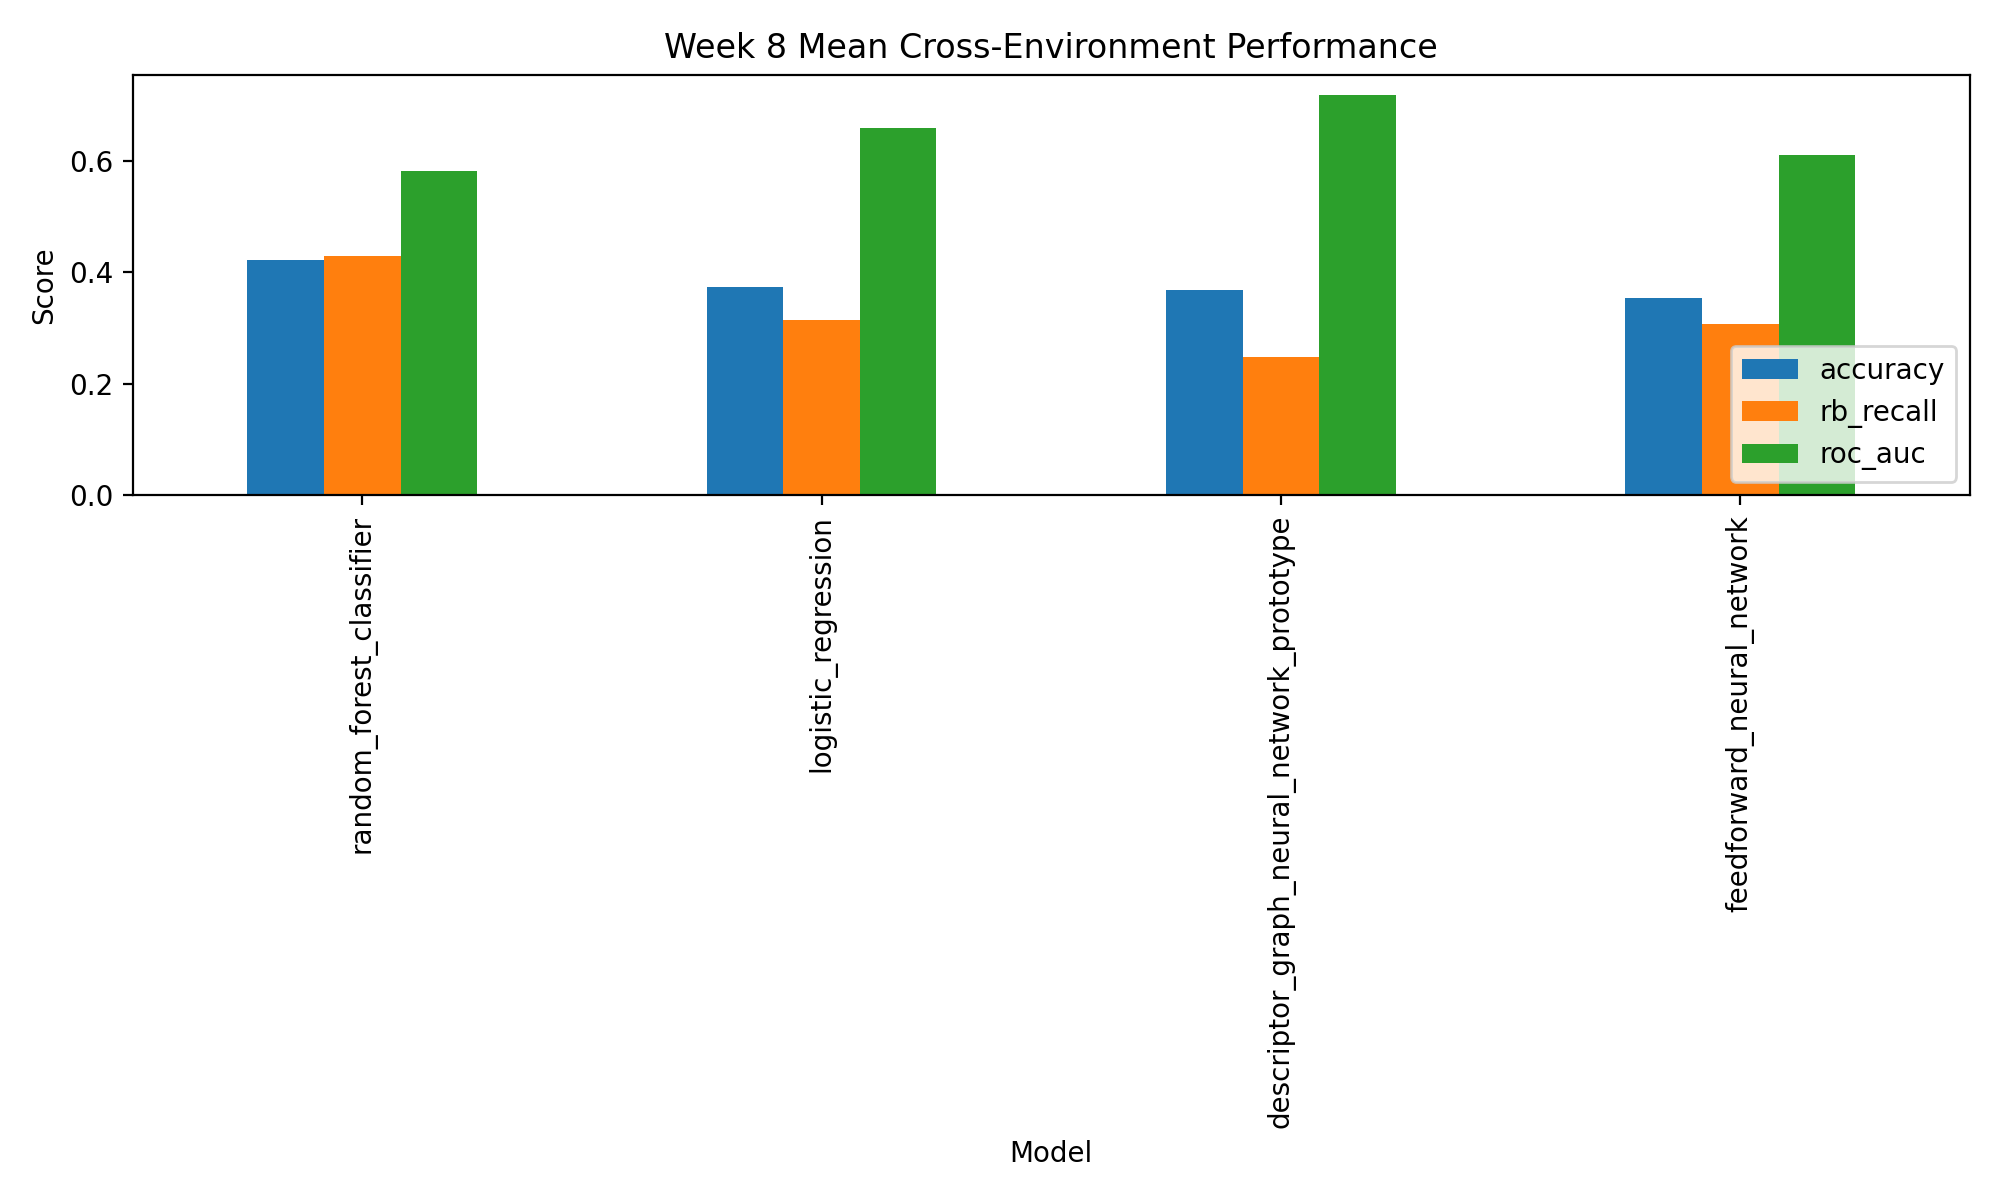 Week 8 Mean Cross-Environment Performance
Score
0.6
0.4
0.2
0.0
accuracy
rb_recall
roc_auc
random_forest_classifier
logistic_regression
descriptor_graph_neural_network_prototype
feedforward_neural_network
Model